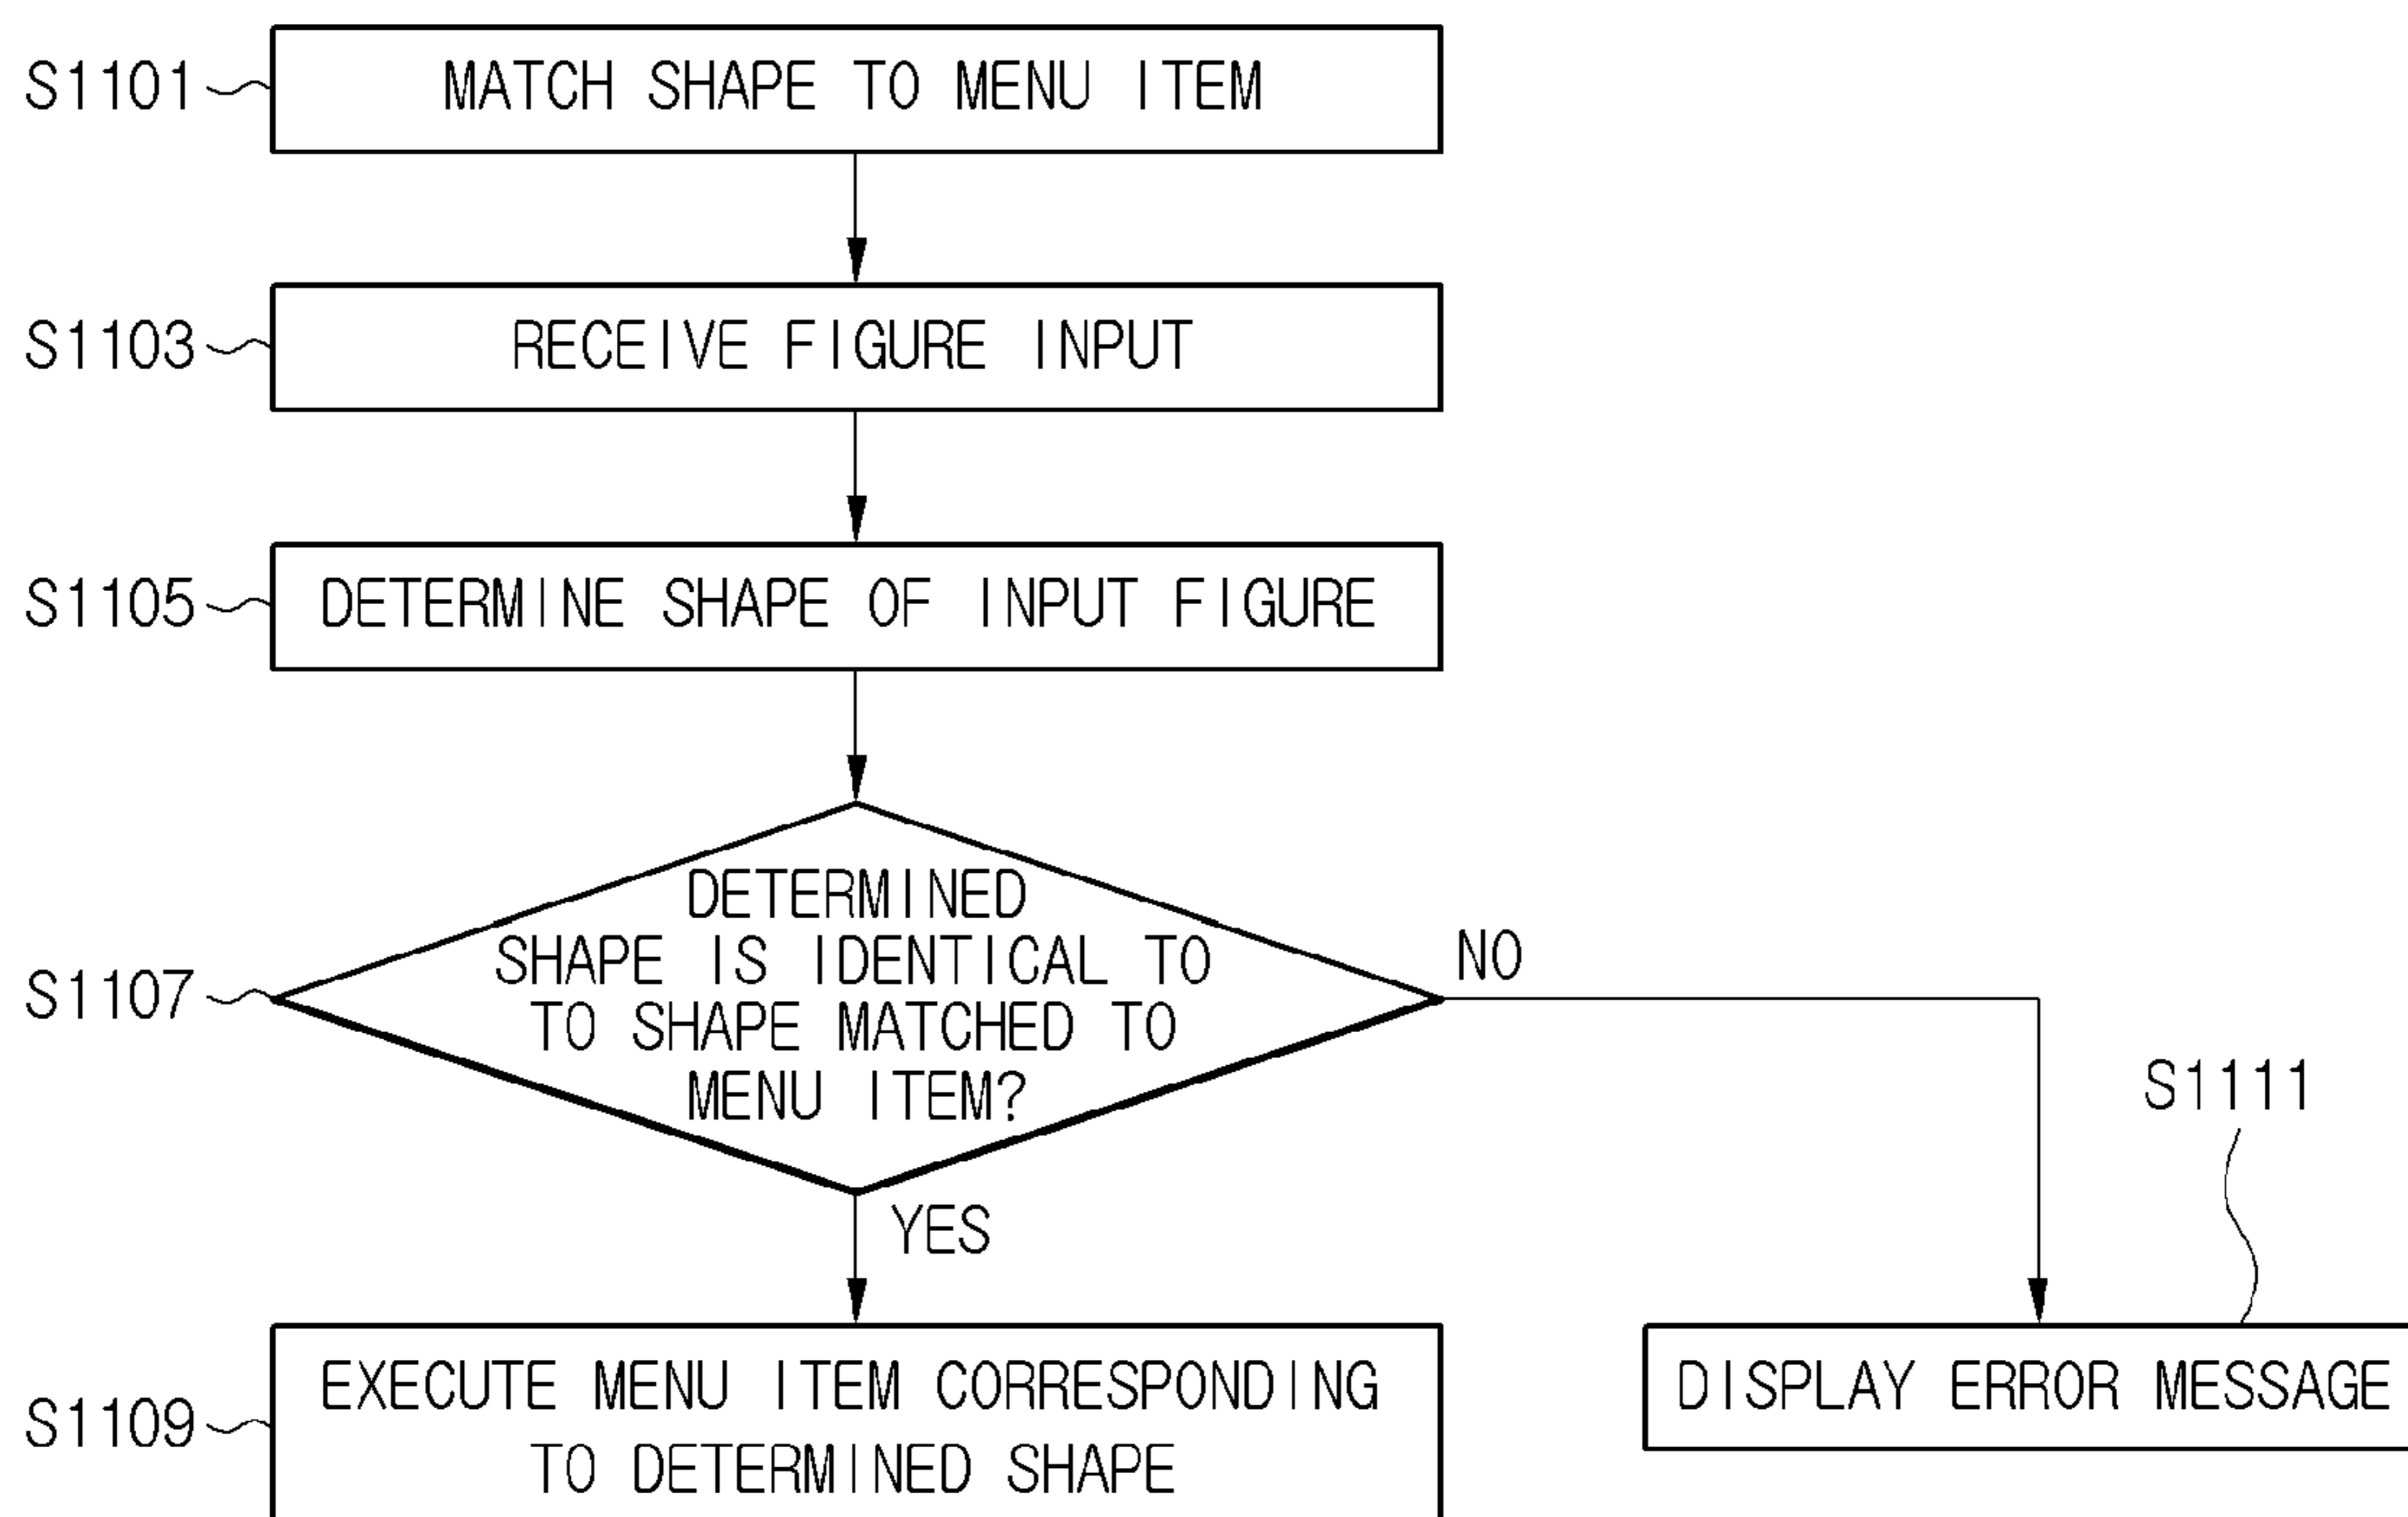 S1101 MATCH SHAPE TO MENU ITEM
S1103 RECEIVE FIGURE INPUT
S1105 DETERMINE SHAPE OF INPUT FIGURE
DETERMINED
SHAPE IS IDENTICAL TO
S1107 TO SHAPE MATCHED TO
MENU ITEM?
NO
YES
S1111
EXECUTE MENU ITEM CORRESPONDING
S1109 TO DETERMINED SHAPE
DISPLAY ERROR MESSAGE